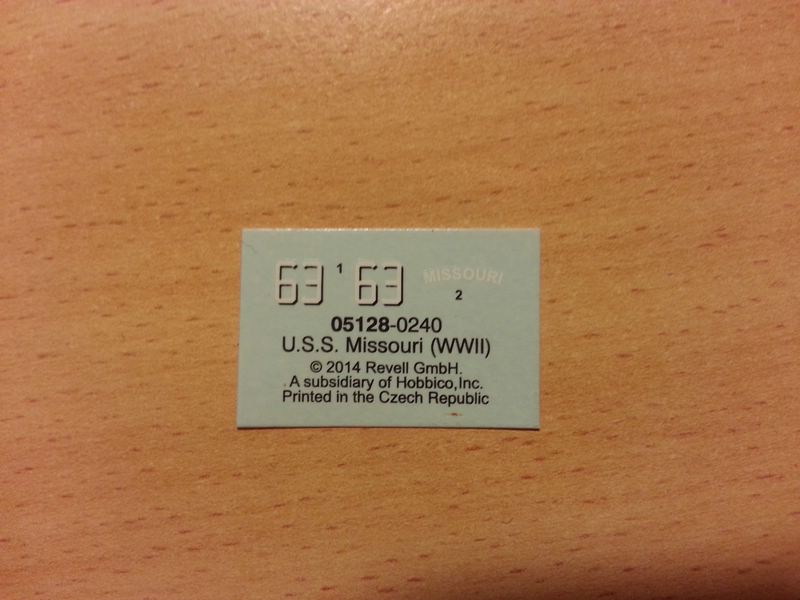 63 1 63 MISSOURI
2
05128-0240
U.S.S. Missouri (WWII)
© 2014 Revell GmbH.
A subsidiary of Hobbico,Inc.
Printed in the Czech Republic